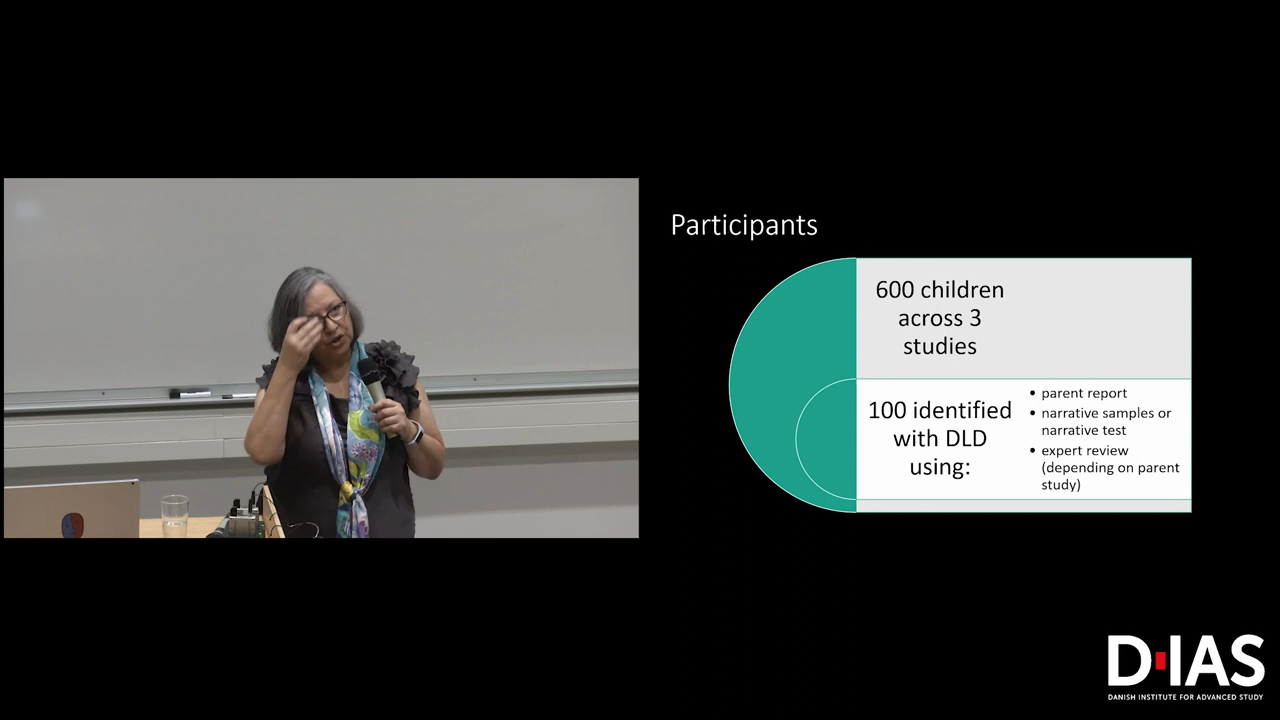 Participants
600 children
across 3
studies
100 identified
with DLD
using:
• parent report
• narrative samples or
narrative test
• expert review
(depending on parent
study)
D·IAS
DANISH INSTITUTE FOR ADVANCED STUDY